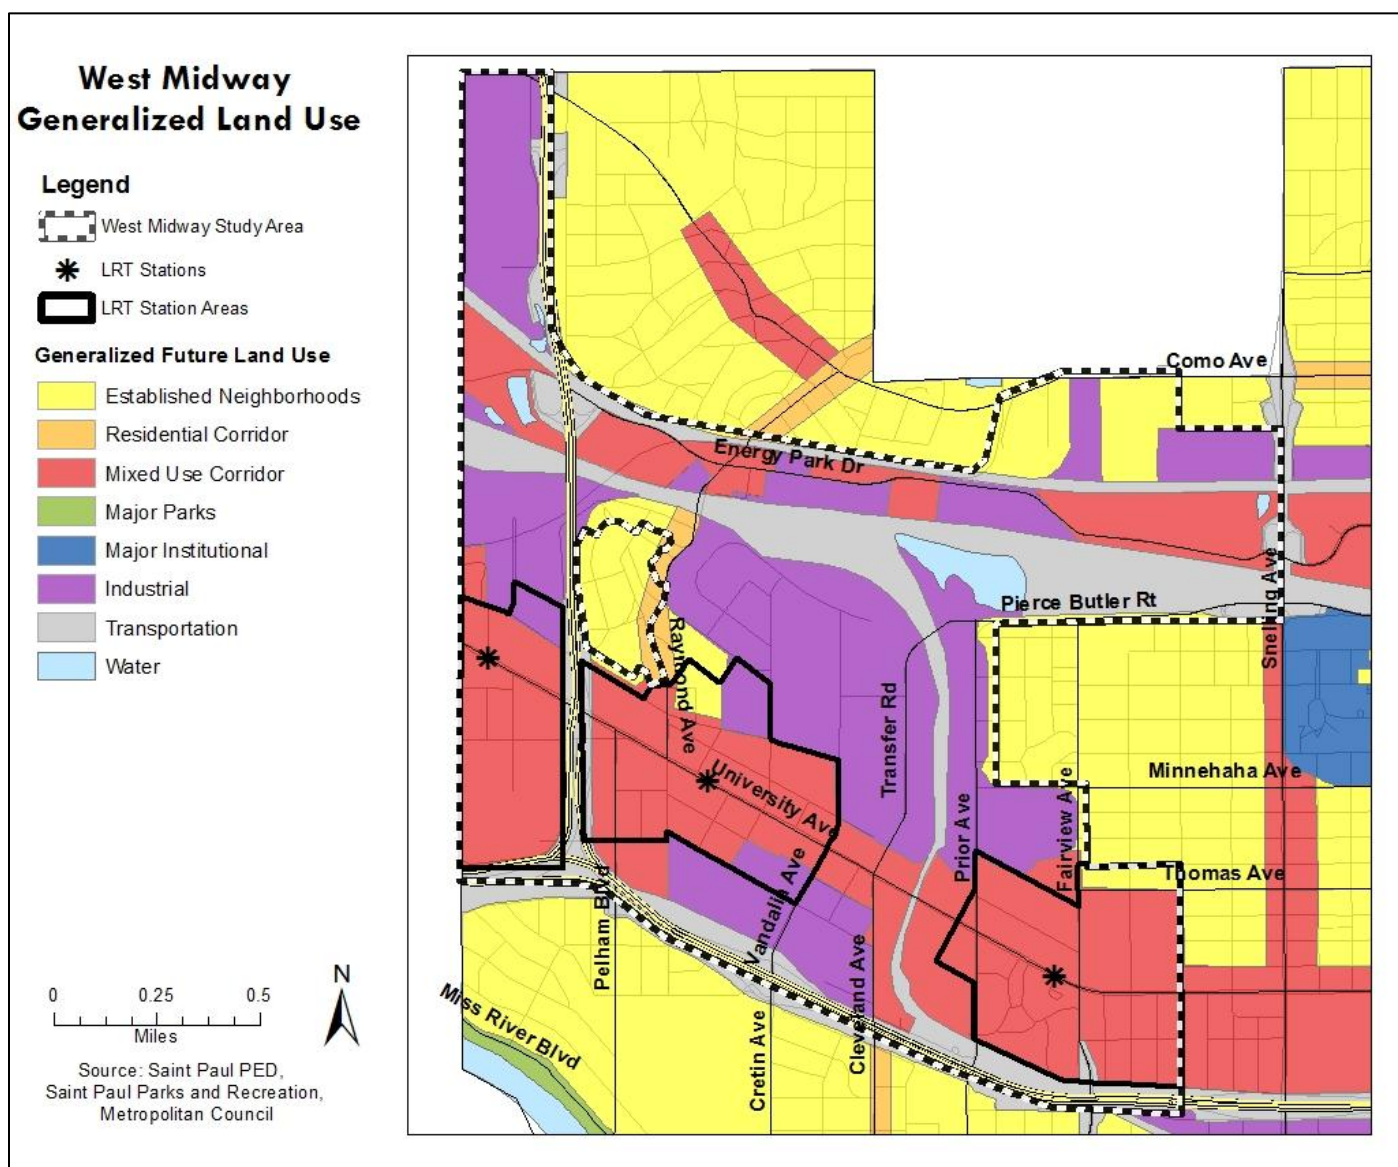 West Midway
Generalized Land Use
Legend
West Midway Study Area
LRT Stations
LRT Station Areas
Generalized Future Land Use
Established Neighborhoods
Residential Corridor
Mixed Use Corridor
Major Parks
Major Institutional
Industrial
Transportation
Water
0 0.25 0.5
Miles
N
Source: Saint Paul PED,
Saint Paul Parks and Recreation,
Metropolitan Council
Como Ave
Energy Park Dr
Pierce Butler Rt
Snelling Ave
Raymond Ave
Transfer Rd
Minnehaha Ave
University Ave
Prior Ave
Fairview Ave
Thomas Ave
Vandalia Ave
Pelham Blvd
Cleveland Ave
Miss River Blvd
Cretin Ave